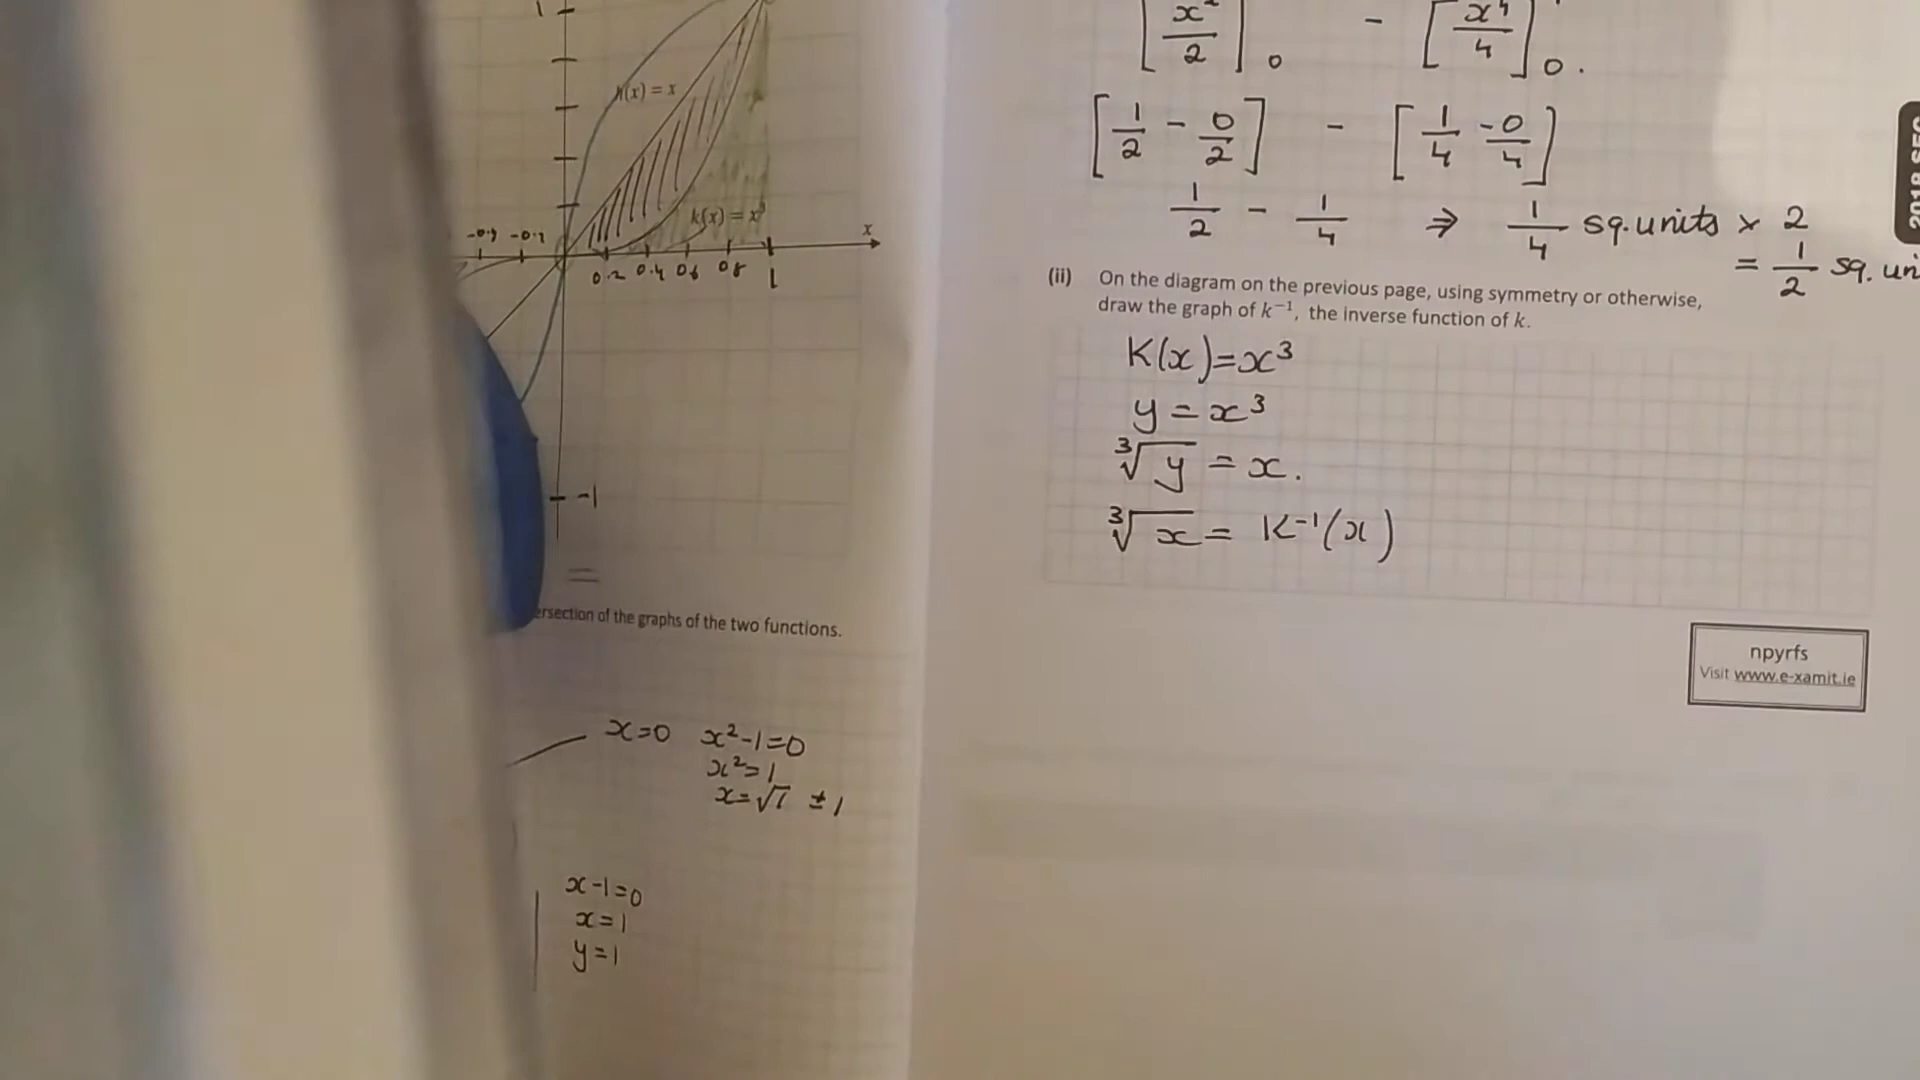 1
h(x) = x
k(x) = x³
x
-0.4 -0.2
0.2 0.4 0.6 0.8 1
-1
=
ersection of the graphs of the two functions.
x=0 x²-1=0
x²=1
x=√1 ±1
x-1=0
x=1
y=1
[x²/2]₀ - [x⁴/4]₀.
[1/2 - 0/2] - [1/4 - 0/4]
1/2 - 1/4 ⇒ 1/4 sq.units × 2
= 1/2 sq. un
(ii) On the diagram on the previous page, using symmetry or otherwise,
draw the graph of k⁻¹, the inverse function of k.
K(x)=x³
y=x³
³√y = x.
³√x = K⁻¹(x)
npyrfs
Visit www.e-xamit.ie